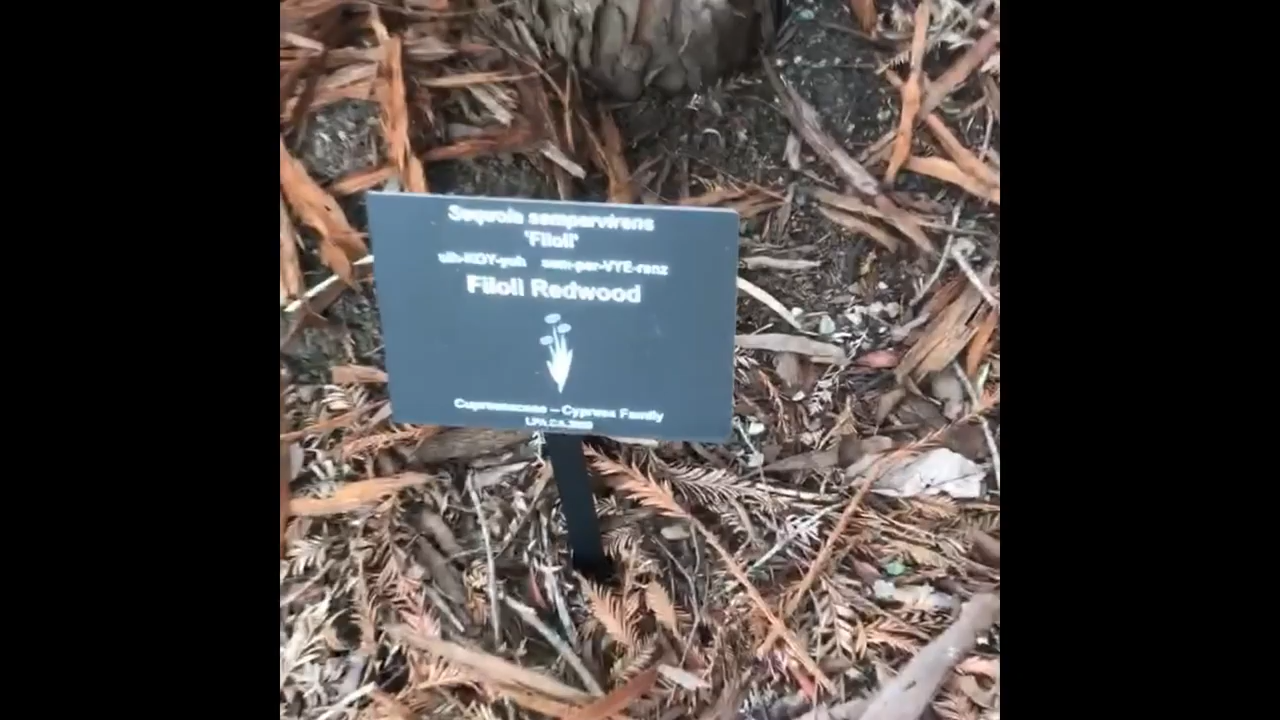 Sequoia sempervirens
'Filoli'
sih-KOY-yuh sem-per-VYE-renz
Filoli Redwood
Cupressaceae – Cypress Family